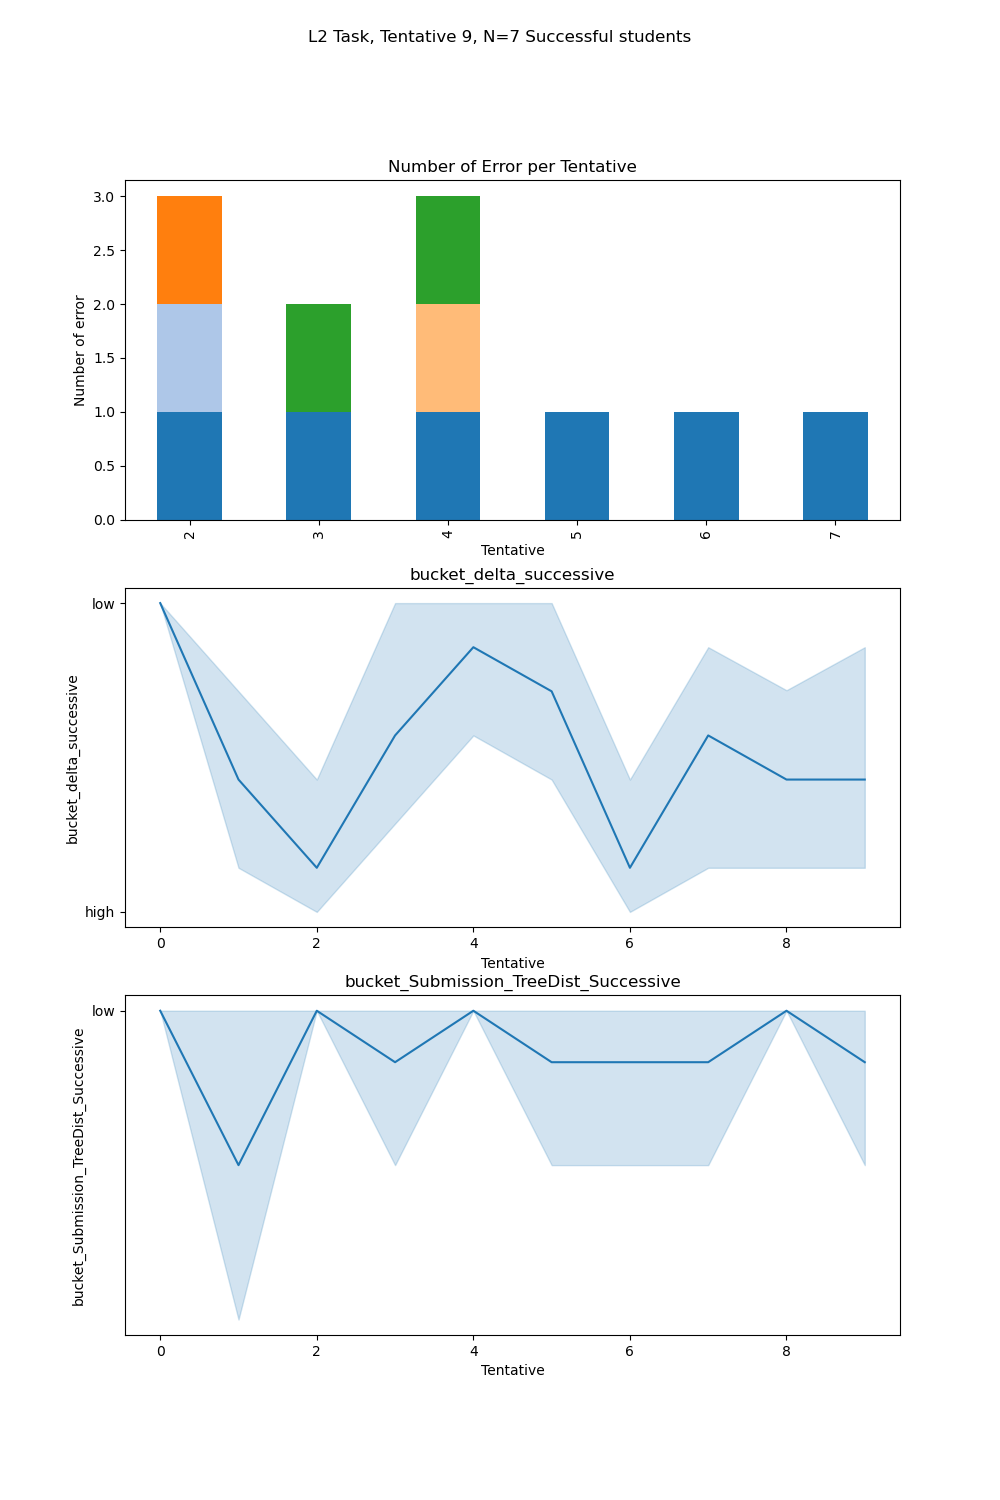 L2 Task, Tentative 9, N=7 Successful students
Number of Error per Tentative
Number of error
3.0
2.5
2.0
1.5
1.0
0.5
0.0
2 3 4 5 6 7
Tentative
bucket_delta_successive
bucket_delta_successive
low
high
0 2 4 6 8
Tentative
bucket_Submission_TreeDist_Successive
bucket_Submission_TreeDist_Successive
low
0 2 4 6 8
Tentative